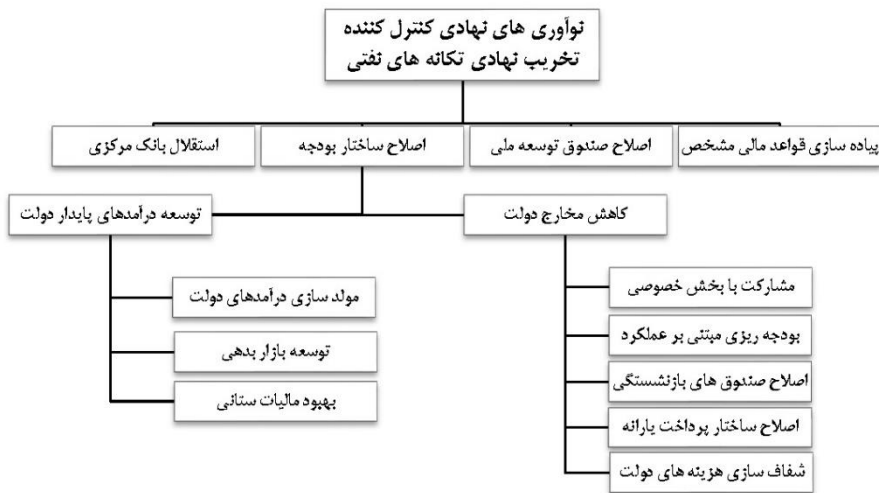 نوآوری های نهادی کنترل کننده
تخریب نهادی تکانه های نفتی
پیاده سازی قواعد مالی مشخص
اصلاح صندوق توسعه ملی
اصلاح ساختار بودجه
استقلال بانک مرکزی
کاهش مخارج دولت
توسعه درآمدهای پایدار دولت
مشارکت با بخش خصوصی
بودجه ریزی مبتنی بر عملکرد
اصلاح صندوق های بازنشستگی
اصلاح ساختار پرداخت یارانه
شفاف سازی هزینه های دولت
مولد سازی درآمدهای دولت
توسعه بازار بدهی
بهبود مالیات ستانی